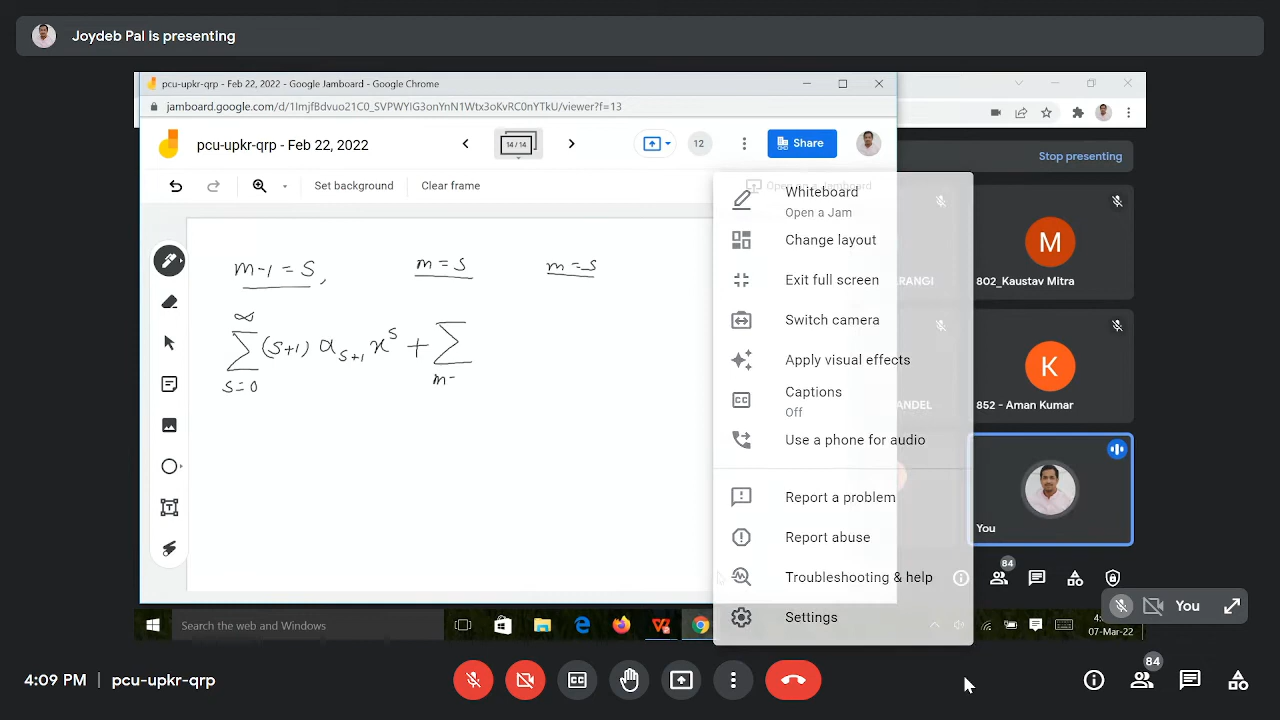 Joydeb Pal is presenting
pcu-upkr-qrp - Feb 22, 2022 - Google Jamboard - Google Chrome
jamboard.google.com/d/1ImjfBdvuo21C0_SVPWYIG3onYnN1Wtx3oKvRC0nYTkU/viewer?f=13
pcu-upkr-qrp - Feb 22, 2022
14 / 14
12
Share
Stop presenting
Set background
Clear frame
Whiteboard
Open a Jam
Change layout
Exit full screen
Switch camera
Apply visual effects
Captions
Off
Use a phone for audio
Report a problem
Report abuse
Troubleshooting & help
Settings
m-1 = s,
m = s
m = s
∞
∑ (s+1) a_{s+1} x^s + ∑
s=0
m-
M
ARANGI
802_Kaustav Mitra
K
ANDEL
852 - Aman Kumar
You
84
You
Search the web and Windows
07-Mar-22
4:09 PM | pcu-upkr-qrp
84